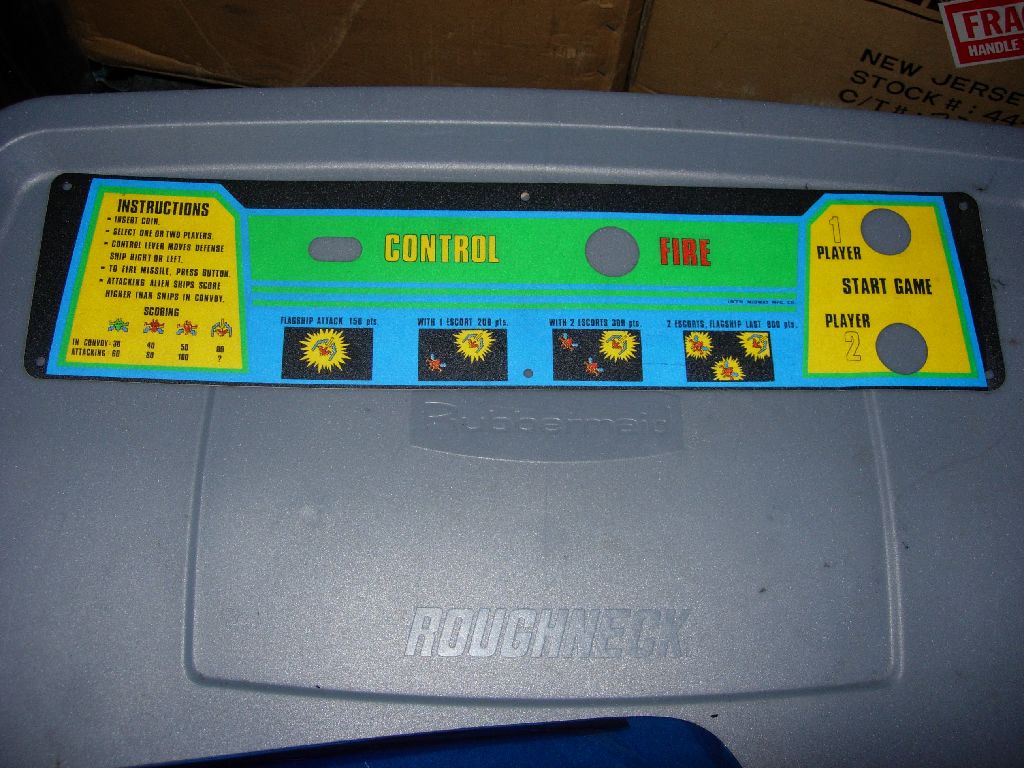 FRA
HANDLE
NEW JERSE
STOCK #: 44
C/T#:
INSTRUCTIONS
- INSERT COIN.
- SELECT ONE OR TWO PLAYERS.
- CONTROL LEVER MOVES DEFENSE
SHIP RIGHT OR LEFT.
- TO FIRE MISSILE, PRESS BUTTON.
- ATTACKING ALIEN SHIPS SCORE
HIGHER THAN SHIPS IN CONVOY.
SCORING
IN CONVOY-30 40 50 60
ATTACKING-60 80 100 ?
CONTROL
FIRE
MIDWAY MFG. CO.
FLAGSHIP ATTACK 150 pts.
WITH 1 ESCORT 200 pts.
WITH 2 ESCORTS 300 pts.
2 ESCORTS, FLAGSHIP LAST 800 pts.
1
PLAYER
START GAME
PLAYER
2
Rubbermaid
ROUGHNECK